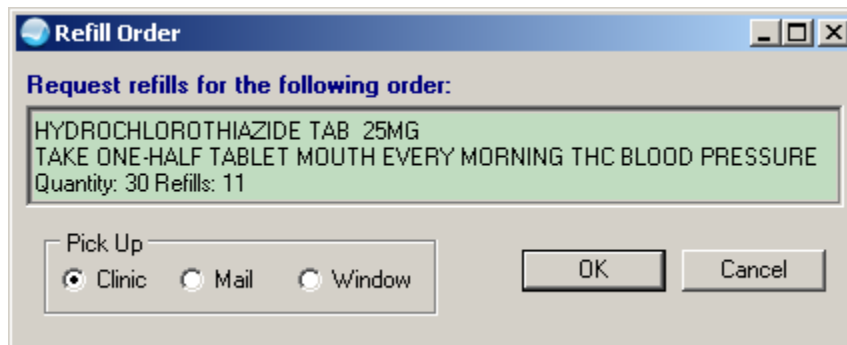 Refill Order
Request refills for the following order:
HYDROCHLOROTHIAZIDE TAB 25MG
TAKE ONE-HALF TABLET MOUTH EVERY MORNING THC BLOOD PRESSURE
Quantity: 30 Refills: 11
Pick Up
Clinic Mail Window OK Cancel